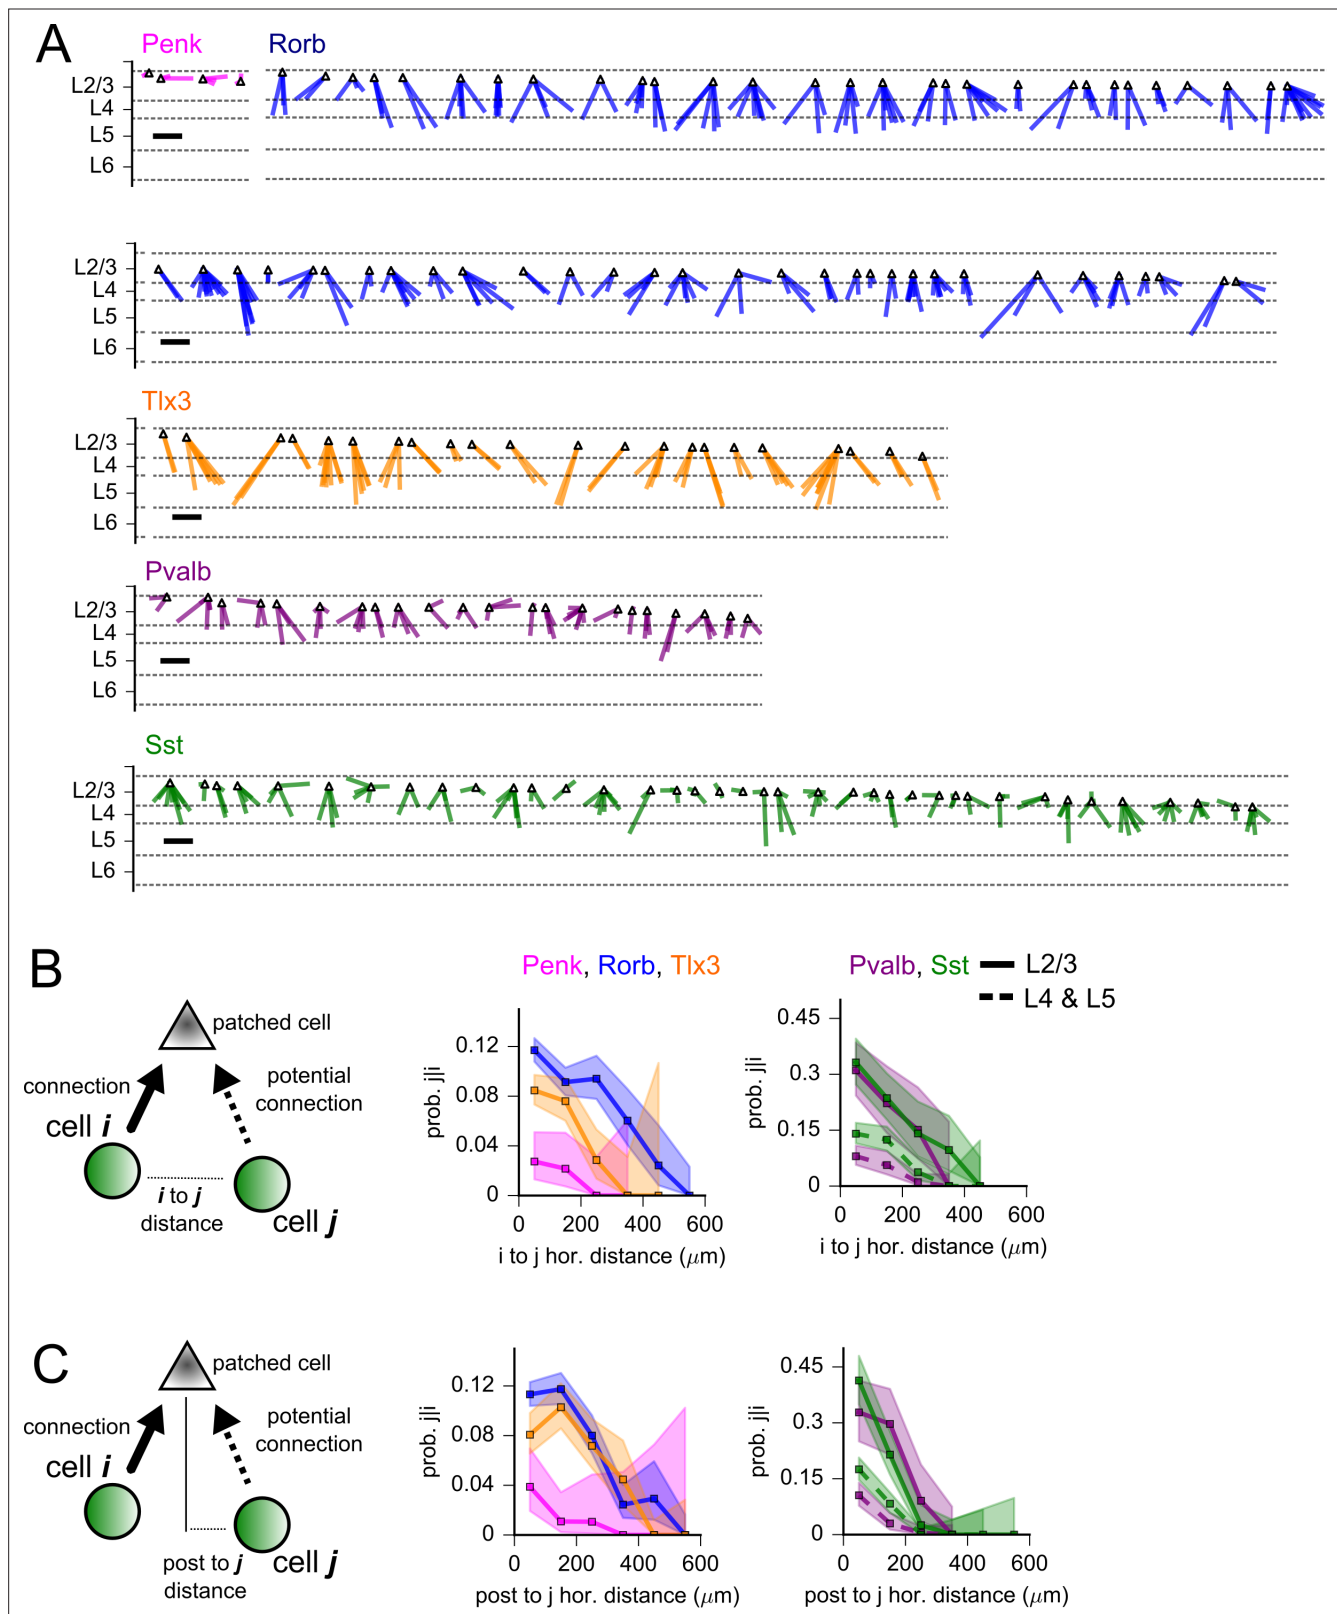 A
Penk
Rorb
L2/3
L4
L5
L6
L2/3
L4
L5
L6
Tlx3
L2/3
L4
L5
L6
Pvalb
L2/3
L4
L5
L6
Sst
L2/3
L4
L5
L6
B
patched cell
connection
potential
connection
cell i
i to j
distance
cell j
Penk, Rorb, Tlx3
prob. j|i
0.12
0.08
0.04
0
0 200 400 600
i to j hor. distance (μm)
Pvalb, Sst
L2/3
L4 & L5
prob. j|i
0.45
0.3
0.15
0
0 200 400 600
i to j hor. distance (μm)
C
patched cell
connection
potential
connection
cell i
cell j
post to j
distance
prob. j|i
0.12
0.08
0.04
0
0 200 400 600
post to j hor. distance (μm)
prob. j|i
0.45
0.3
0.15
0
0 200 400 600
post to j hor. distance (μm)